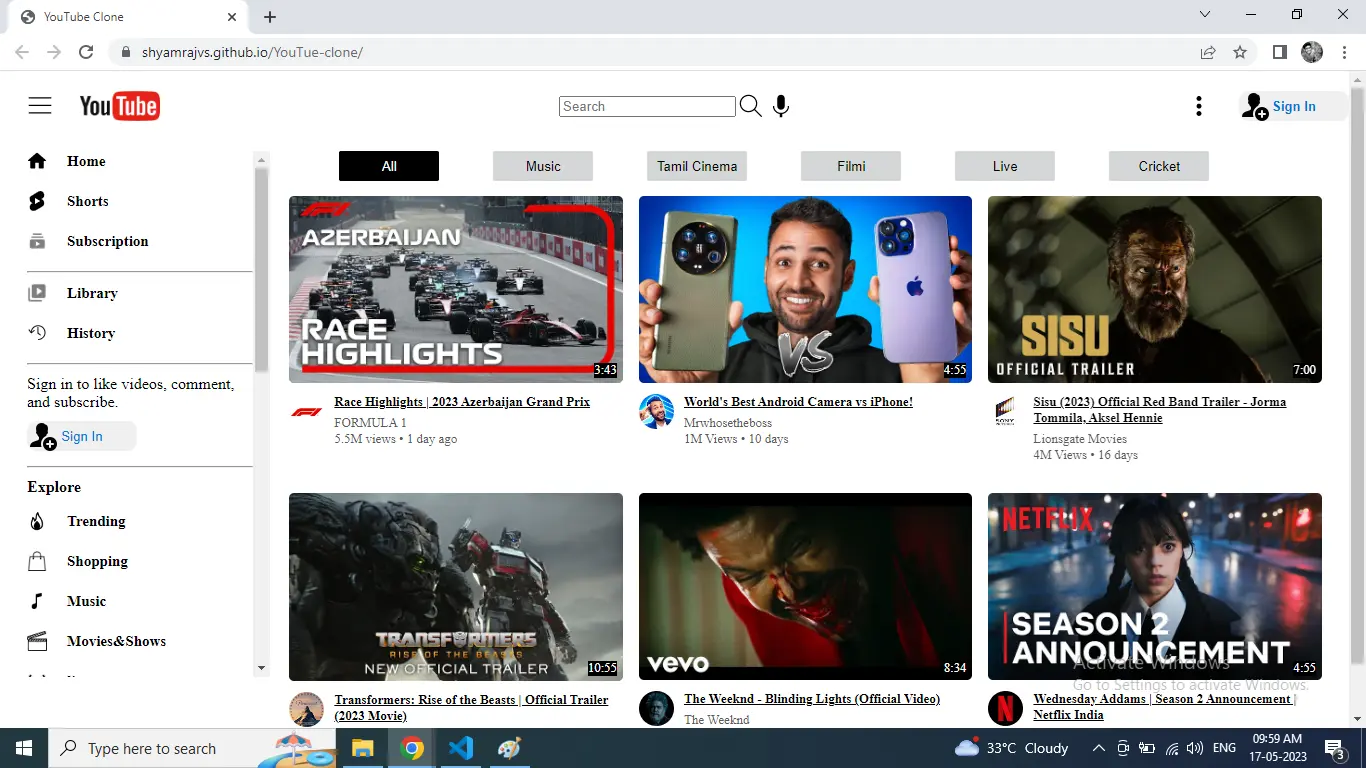 YouTube Clone
shyamrajvs.github.io/YouTue-clone/
YouTube
Search
Sign In
Home
Shorts
Subscription
Library
History
Sign in to like videos, comment,
and subscribe.
Sign In
Explore
Trending
Shopping
Music
Movies&Shows
All
Music
Tamil Cinema
Filmi
Live
Cricket
AZERBAIJAN
RACE
HIGHLIGHTS
3:43
Race Highlights | 2023 Azerbaijan Grand Prix
FORMULA 1
5.5M views • 1 day ago
VS
4:55
World's Best Android Camera vs iPhone!
Mrwhosetheboss
1M Views • 10 days
SISU
OFFICIAL TRAILER
7:00
SONY
Sisu (2023) Official Red Band Trailer - Jorma
Tommila, Aksel Hennie
Lionsgate Movies
4M Views • 16 days
TRANSFORMERS
RISE OF THE BEASTS
NEW OFFICIAL TRAILER
10:55
Transformers: Rise of the Beasts | Official Trailer
(2023 Movie)
vevo
8:34
The Weeknd - Blinding Lights (Official Video)
The Weeknd
NETFLIX
SEASON 2
ANNOUNCEMENT
4:55
Wednesday Addams | Season 2 Announcement |
Netflix India
Activate Windows
Go to Settings to activate Windows.
Type here to search
33°C Cloudy
ENG
09:59 AM
17-05-2023
3